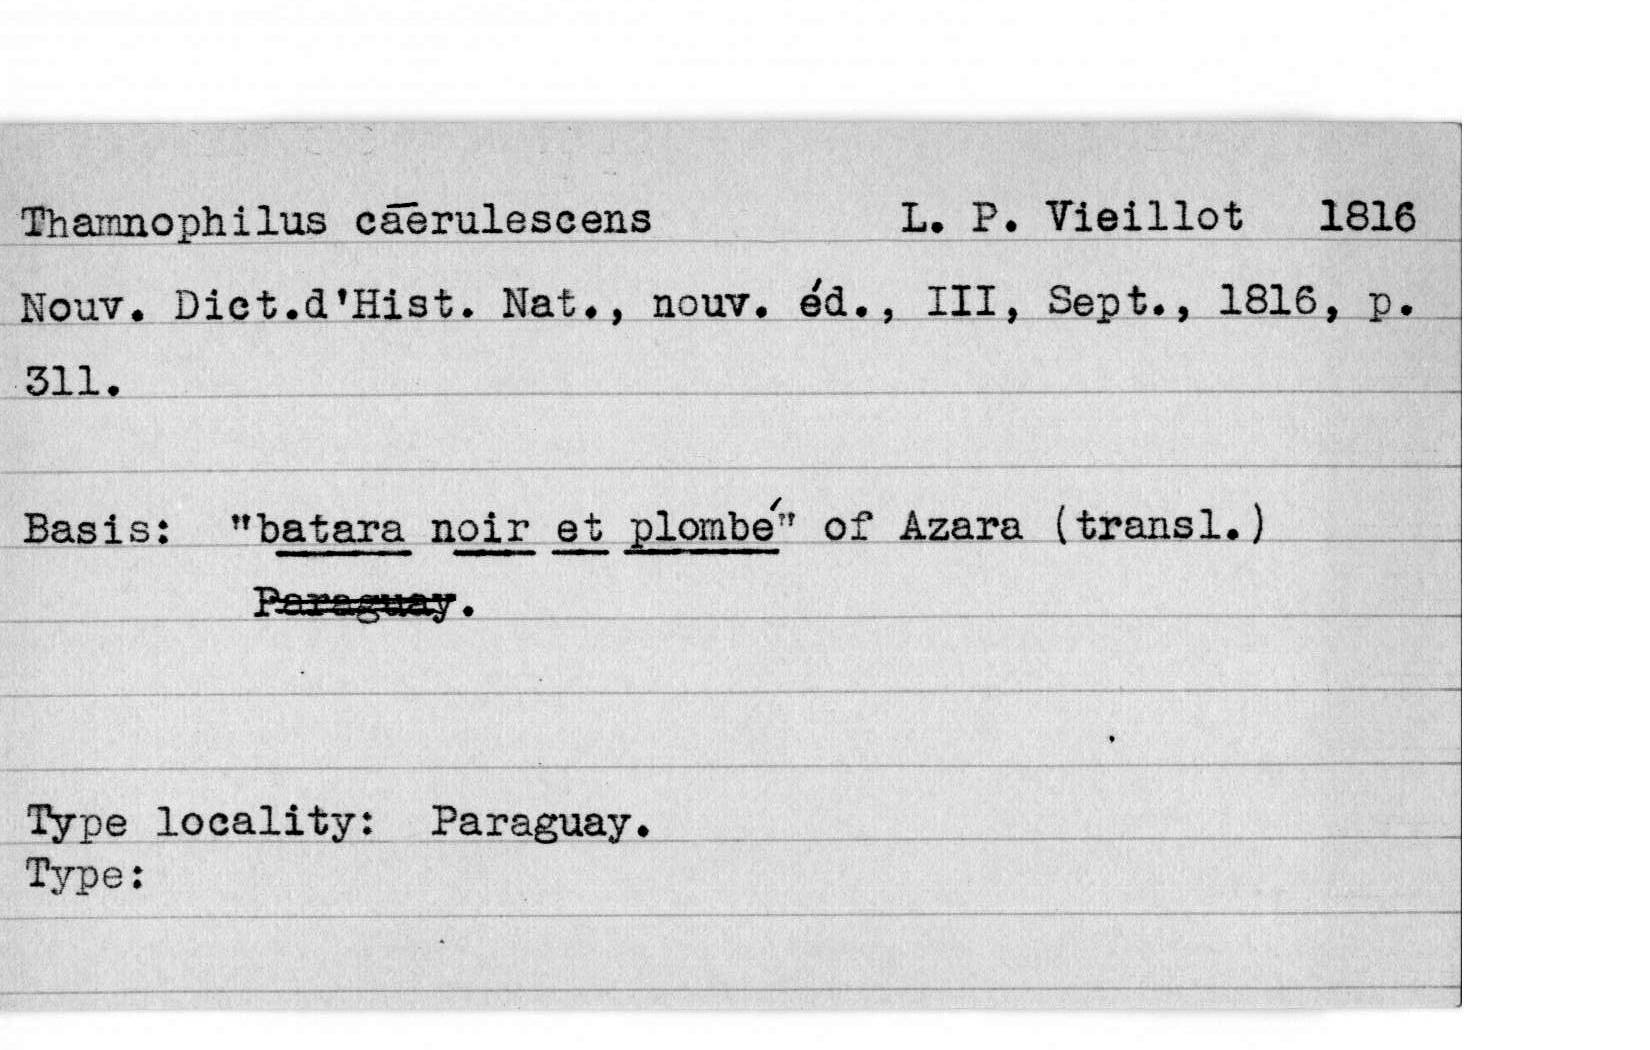 Thamnophilus caerulescens L. P. Vieillot 1816
Nouv. Dict.d'Hist. Nat., nouv. éd., III, Sept., 1816, p.
311.
Basis: "batara noir et plombé" of Azara (transl.)
Paraguay.
Type locality: Paraguay.
Type: